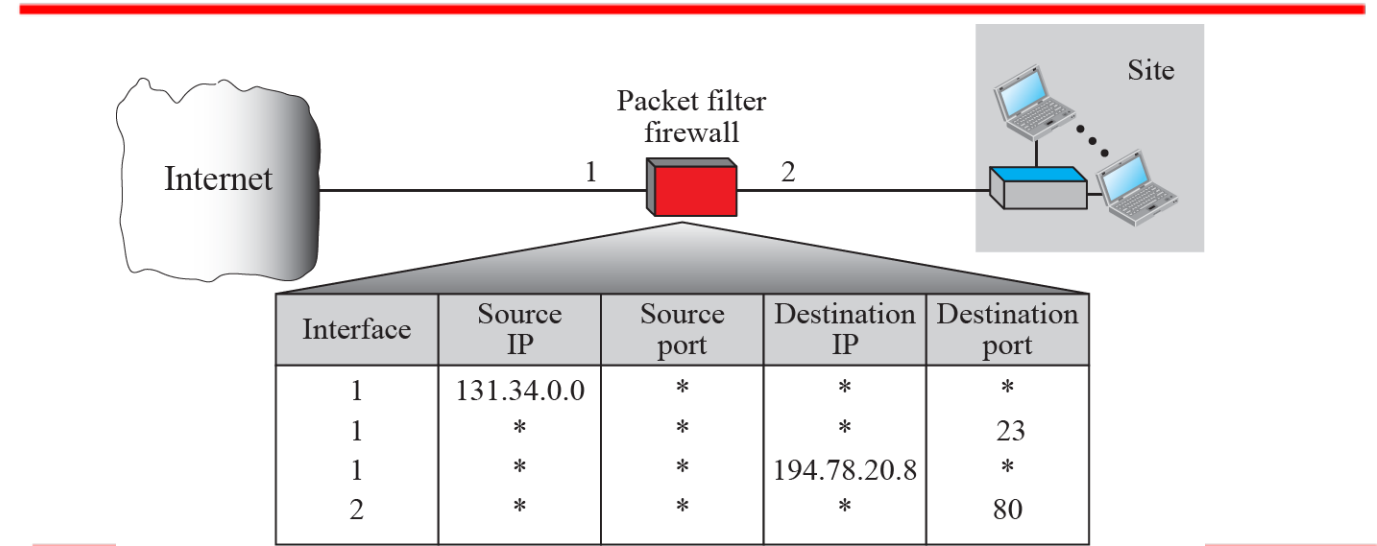 Site
Packet filter
firewall
Internet
1
2
Interface Source IP Source port Destination IP Destination port
1 131.34.0.0 * * *
1 * * * 23
1 * * 194.78.20.8 *
2 * * * 80